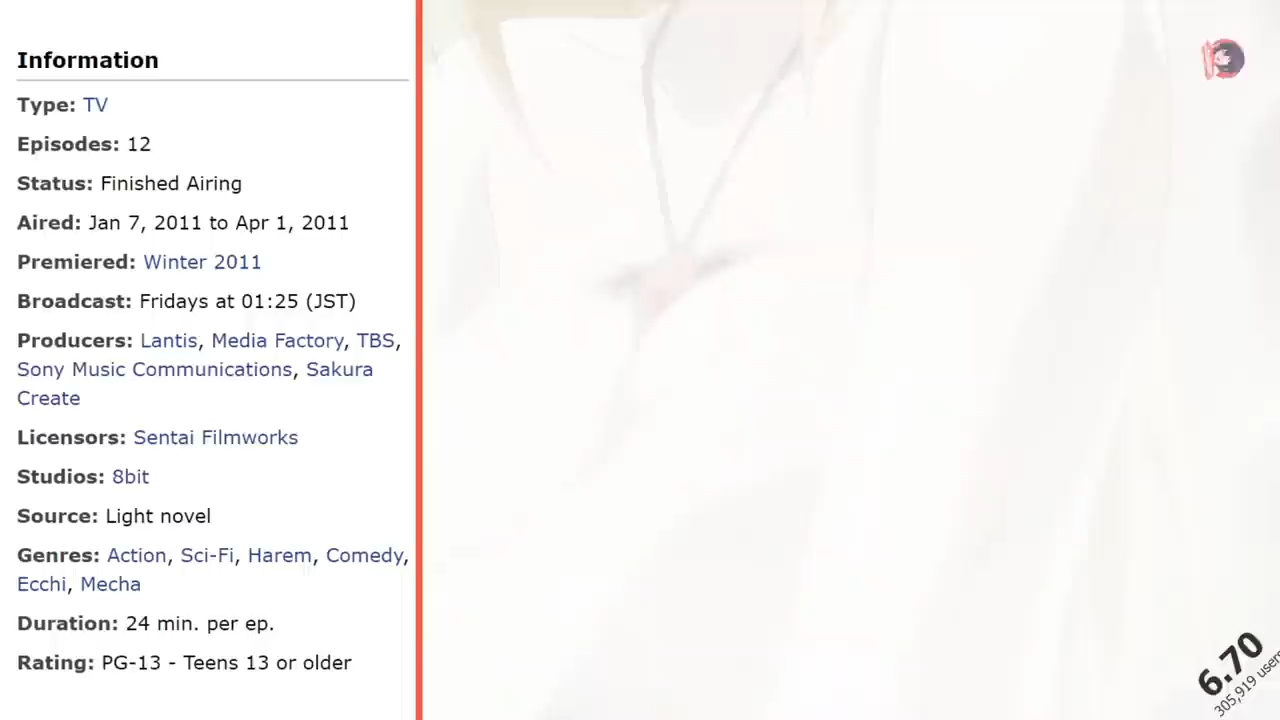 Information
Type: TV
Episodes: 12
Status: Finished Airing
Aired: Jan 7, 2011 to Apr 1, 2011
Premiered: Winter 2011
Broadcast: Fridays at 01:25 (JST)
Producers: Lantis, Media Factory, TBS,
Sony Music Communications, Sakura
Create
Licensors: Sentai Filmworks
Studios: 8bit
Source: Light novel
Genres: Action, Sci-Fi, Harem, Comedy,
Ecchi, Mecha
Duration: 24 min. per ep.
Rating: PG-13 - Teens 13 or older
6.70
305,919 users